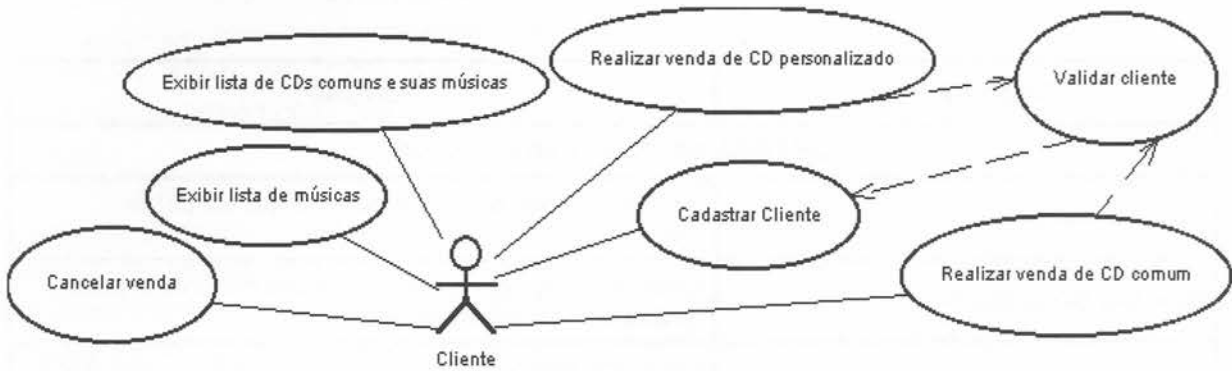 Realizar venda de CD personalizado
Validar cliente
Exibir lista de CDs comuns e suas músicas
Exibir lista de músicas
Cadastrar Cliente
Cancelar venda
Realizar venda de CD comum
Cliente